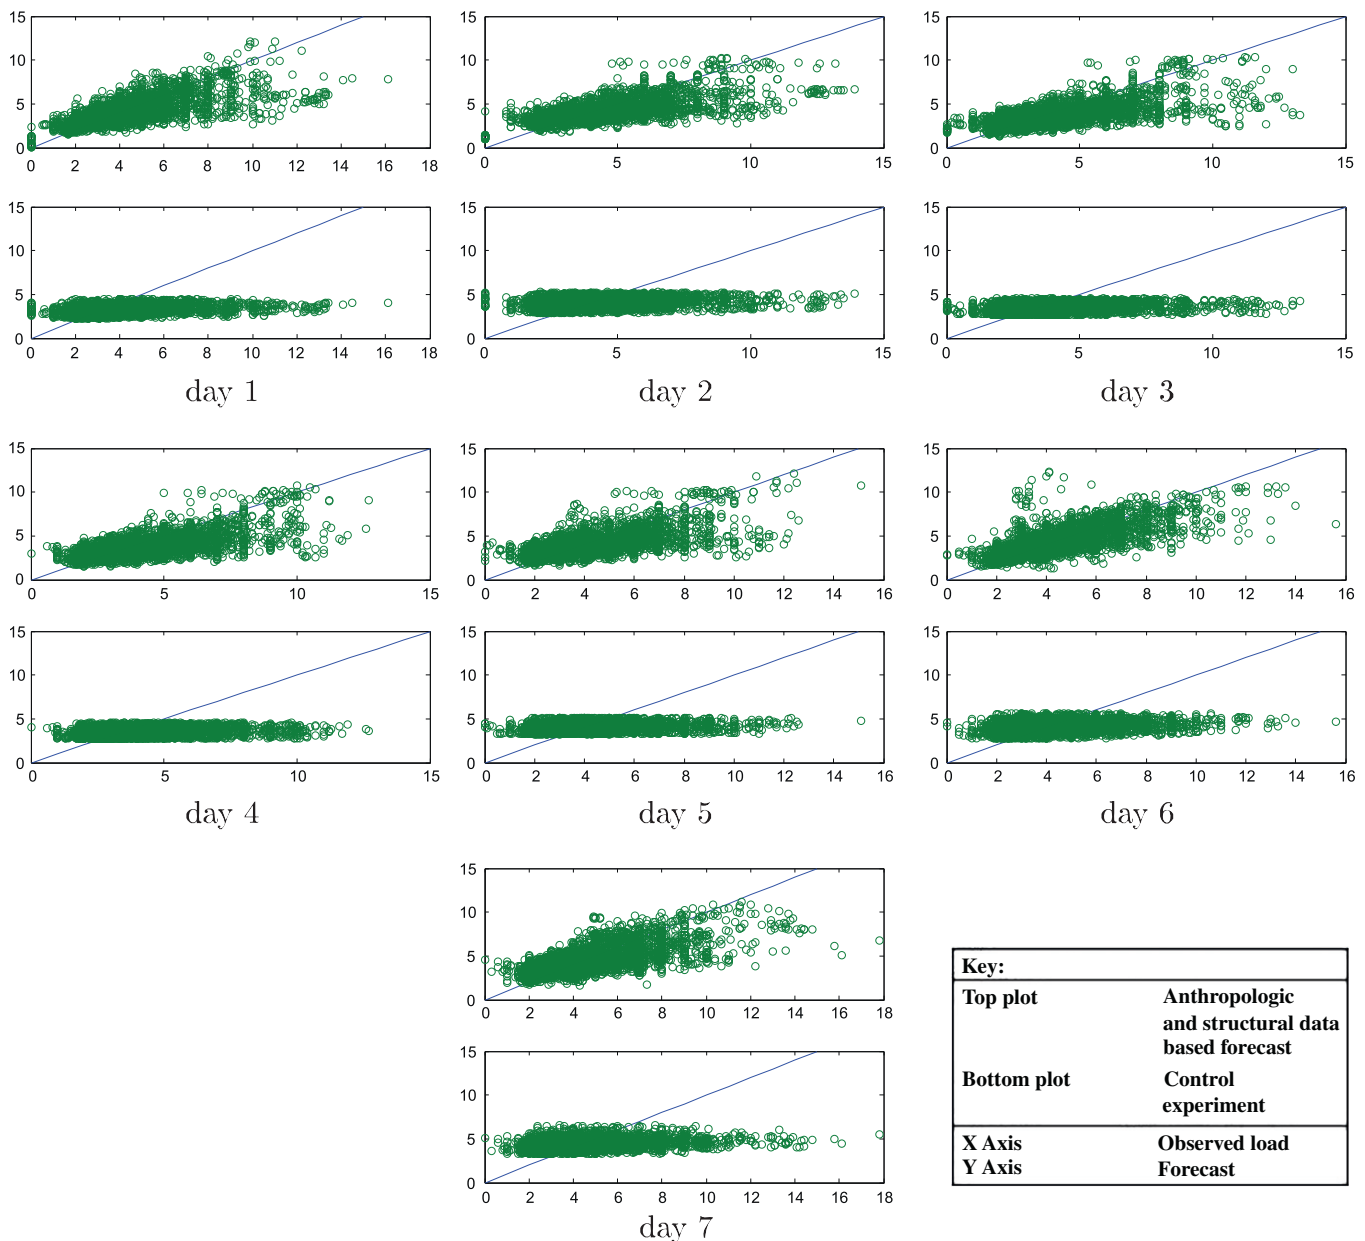 15
10
5
0
0 2 4 6 8 10 12 14 16 18
15
10
5
0
0 2 4 6 8 10 12 14 16 18
day 1
15
10
5
0
0 5 10 15
15
10
5
0
0 5 10 15
day 2
15
10
5
0
0 5 10 15
15
10
5
0
0 5 10 15
day 3
15
10
5
0
0 5 10 15
15
10
5
0
0 5 10 15
day 4
15
10
5
0
0 2 4 6 8 10 12 14 16
15
10
5
0
0 2 4 6 8 10 12 14 16
day 5
15
10
5
0
0 2 4 6 8 10 12 14 16
15
10
5
0
0 2 4 6 8 10 12 14 16
day 6
15
10
5
0
0 2 4 6 8 10 12 14 16 18
15
10
5
0
0 2 4 6 8 10 12 14 16 18
day 7
Key:
Top plot Anthropologic
and structural data
based forecast
Bottom plot Control
experiment
X Axis Observed load
Y Axis Forecast